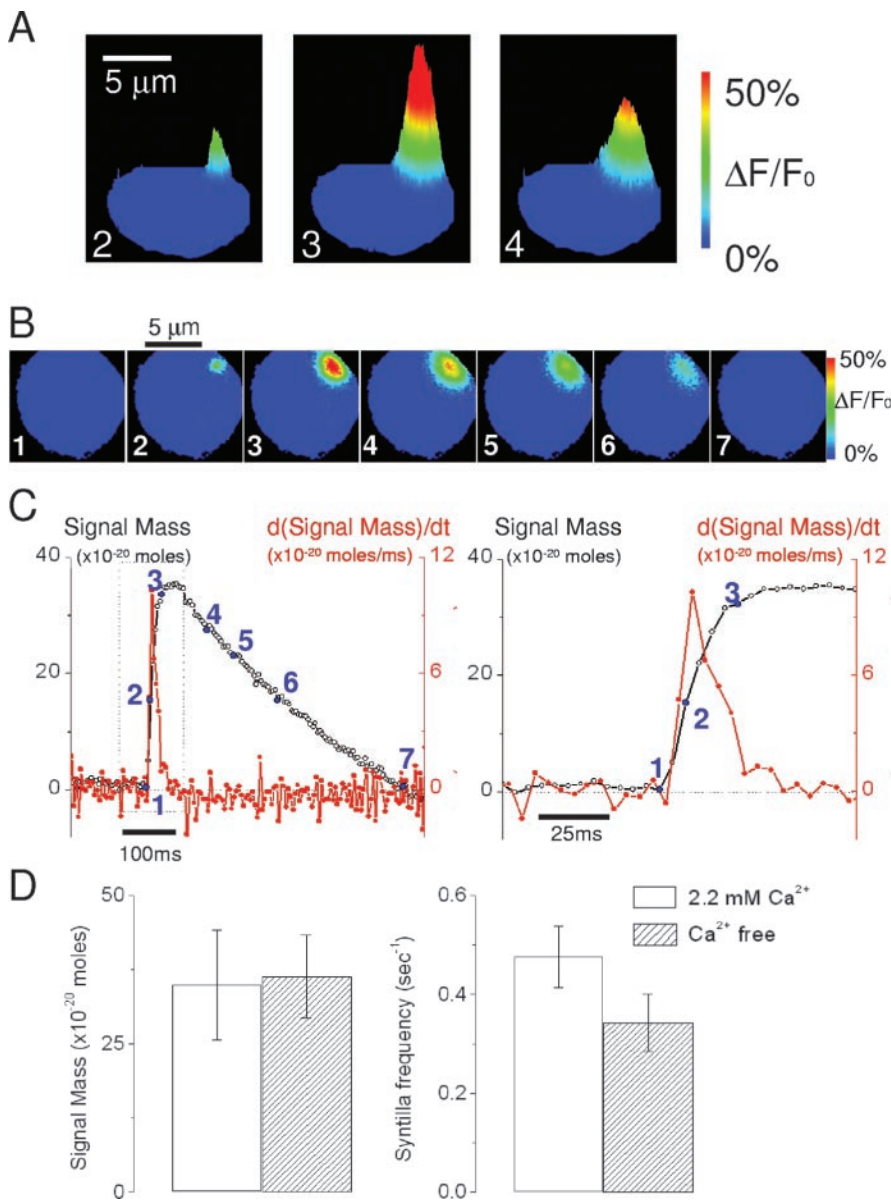 A
5 μm
2
3
4
50%
ΔF/F₀
0%
B
5 μm
1
2
3
4
5
6
7
50%
ΔF/F₀
0%
C
Signal Mass
(x10⁻²⁰ moles)
d(Signal Mass)/dt
(x10⁻²⁰ moles/ms)
40
20
0
12
6
0
1
2
3
4
5
6
7
100ms
Signal Mass
(x10⁻²⁰ moles)
d(Signal Mass)/dt
(x10⁻²⁰ moles/ms)
40
20
0
12
6
0
1
2
3
25ms
D
Signal Mass (x10⁻²⁰ moles)
50
25
0
Syntilla frequency (sec⁻¹)
0.6
0.4
0.2
0.0
2.2 mM Ca²⁺
Ca²⁺ free